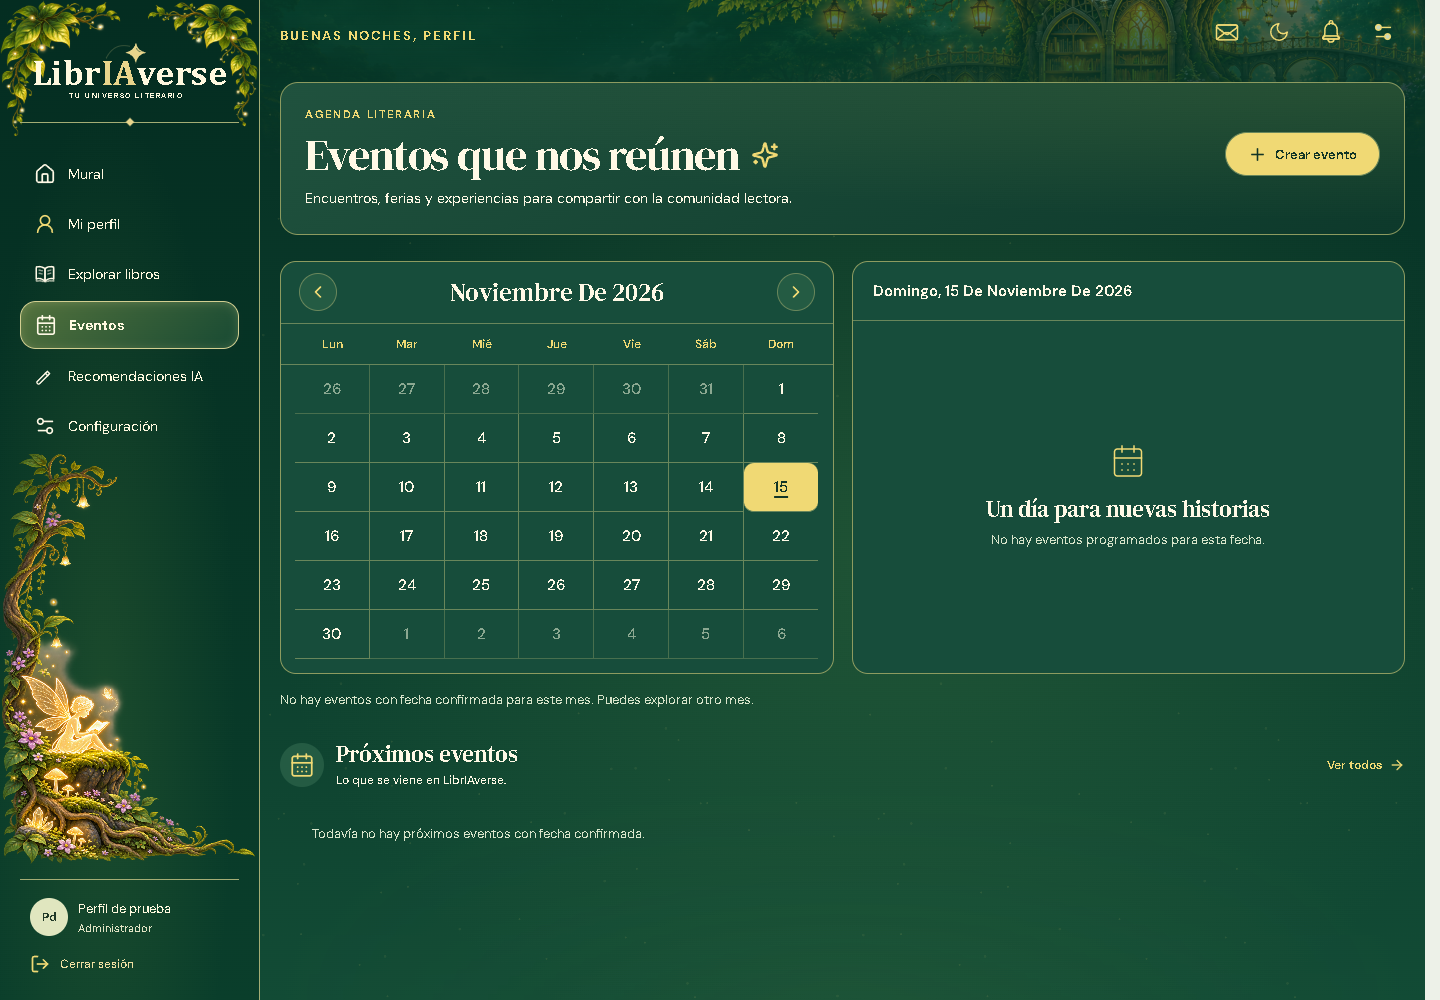 LibrIAverse
TU UNIVERSO LITERARIO
Mural
Mi perfil
Explorar libros
Eventos
Recomendaciones IA
Configuración
Pd
Perfil de prueba
Administrador
Cerrar sesión
BUENAS NOCHES, PERFIL
AGENDA LITERARIA
Eventos que nos reúnen
Encuentros, ferias y experiencias para compartir con la comunidad lectora.
Crear evento
Noviembre De 2026
Lun Mar Mié Jue Vie Sáb Dom
26 27 28 29 30 31 1
2 3 4 5 6 7 8
9 10 11 12 13 14 15
16 17 18 19 20 21 22
23 24 25 26 27 28 29
30 1 2 3 4 5 6
Domingo, 15 De Noviembre De 2026
Un día para nuevas historias
No hay eventos programados para esta fecha.
No hay eventos con fecha confirmada para este mes. Puedes explorar otro mes.
Próximos eventos
Lo que se viene en LibrIAverse.
Ver todos
Todavía no hay próximos eventos con fecha confirmada.